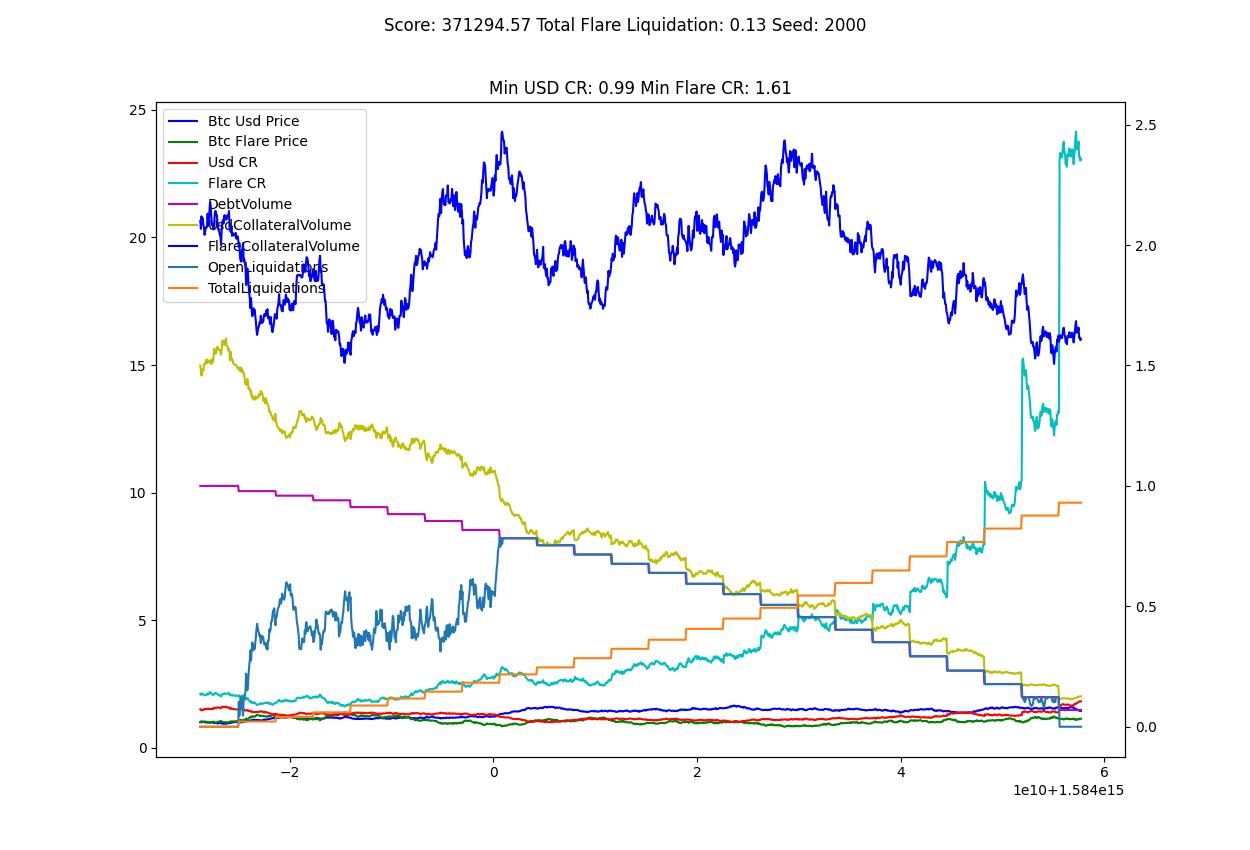 Score: 371294.57 Total Flare Liquidation: 0.13 Seed: 2000
Min USD CR: 0.99 Min Flare CR: 1.61
Btc Usd Price
Btc Flare Price
Usd CR
Flare CR
DebtVolume
UsdCollateralVolume
FlareCollateralVolume
OpenLiquidations
TotalLiquidations
25
20
15
10
5
0
2.5
2.0
1.5
1.0
0.5
0.0
−2
0
2
4
6
1e10+1.584e15